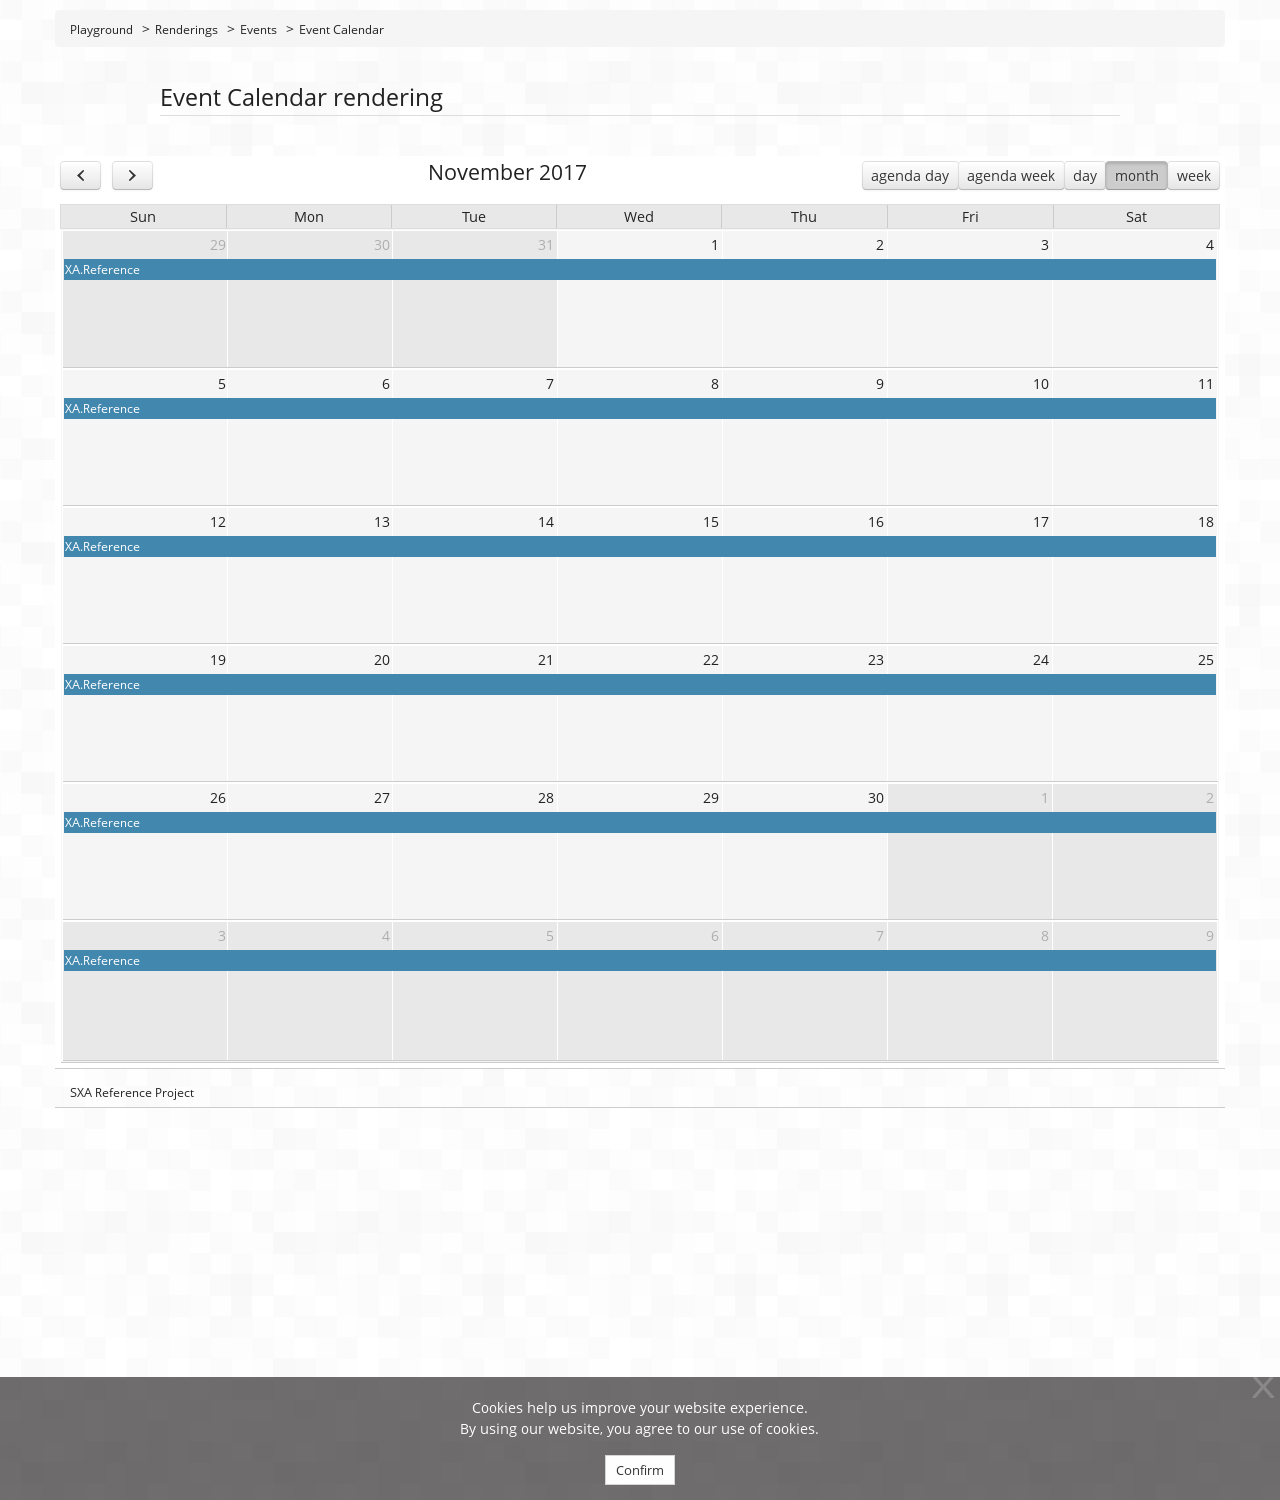 Playground > Renderings > Events > Event Calendar
Event Calendar rendering
November 2017 agenda day agenda week day month week
Sun Mon Tue Wed Thu Fri Sat
29 30 31 1 2 3 4
XA.Reference
5 6 7 8 9 10 11
XA.Reference
12 13 14 15 16 17 18
XA.Reference
19 20 21 22 23 24 25
XA.Reference
26 27 28 29 30 1 2
XA.Reference
3 4 5 6 7 8 9
XA.Reference
SXA Reference Project
Cookies help us improve your website experience.
By using our website, you agree to our use of cookies.
Confirm